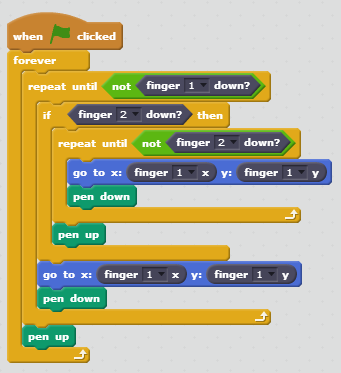 when clicked
forever
repeat until not finger 1 down?
if finger 2 down? then
repeat until not finger 2 down?
go to x: finger 1 x y: finger 1 y
pen down
pen up
go to x: finger 1 x y: finger 1 y
pen down
pen up